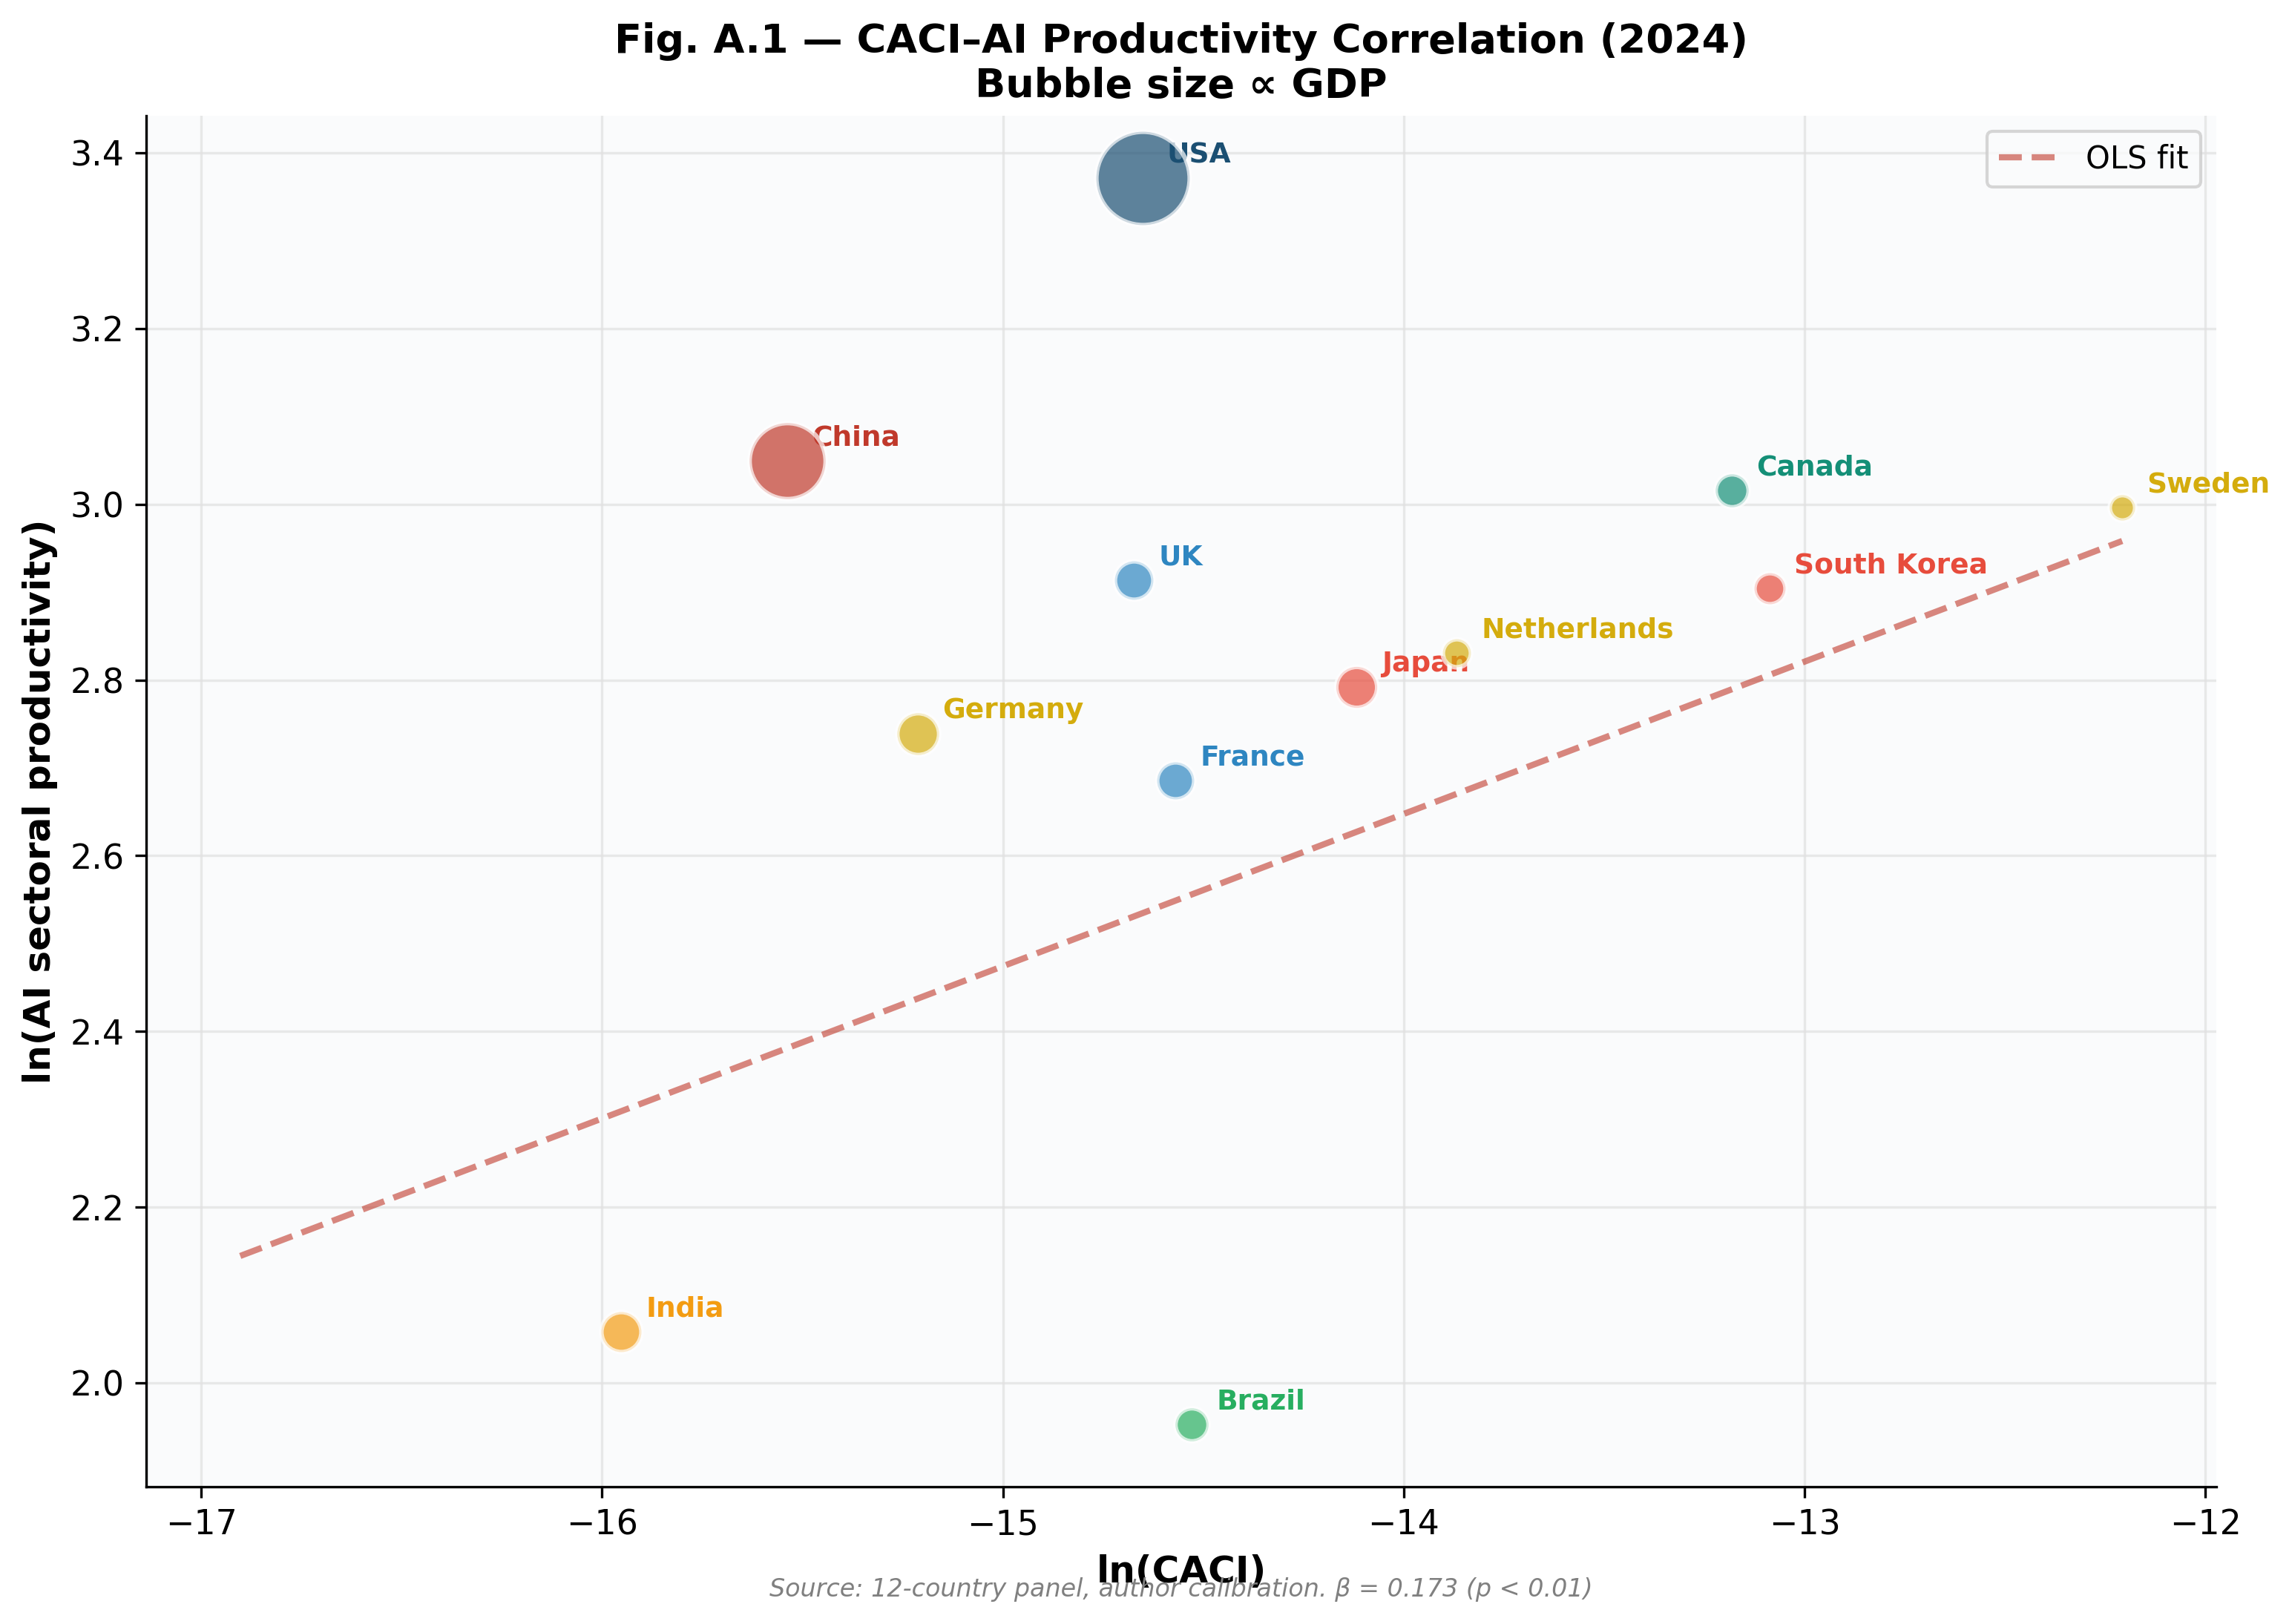 Fig. A.1 — CACI–AI Productivity Correlation (2024)
Bubble size ∝ GDP
OLS fit
USA
China
Canada
Sweden
UK
South Korea
Netherlands
Japan
Germany
France
India
Brazil
ln(AI sectoral productivity)
3.4
3.2
3.0
2.8
2.6
2.4
2.2
2.0
−17 −16 −15 −14 −13 −12
ln(CACI)
Source: 12-country panel, author calibration. β = 0.173 (p < 0.01)